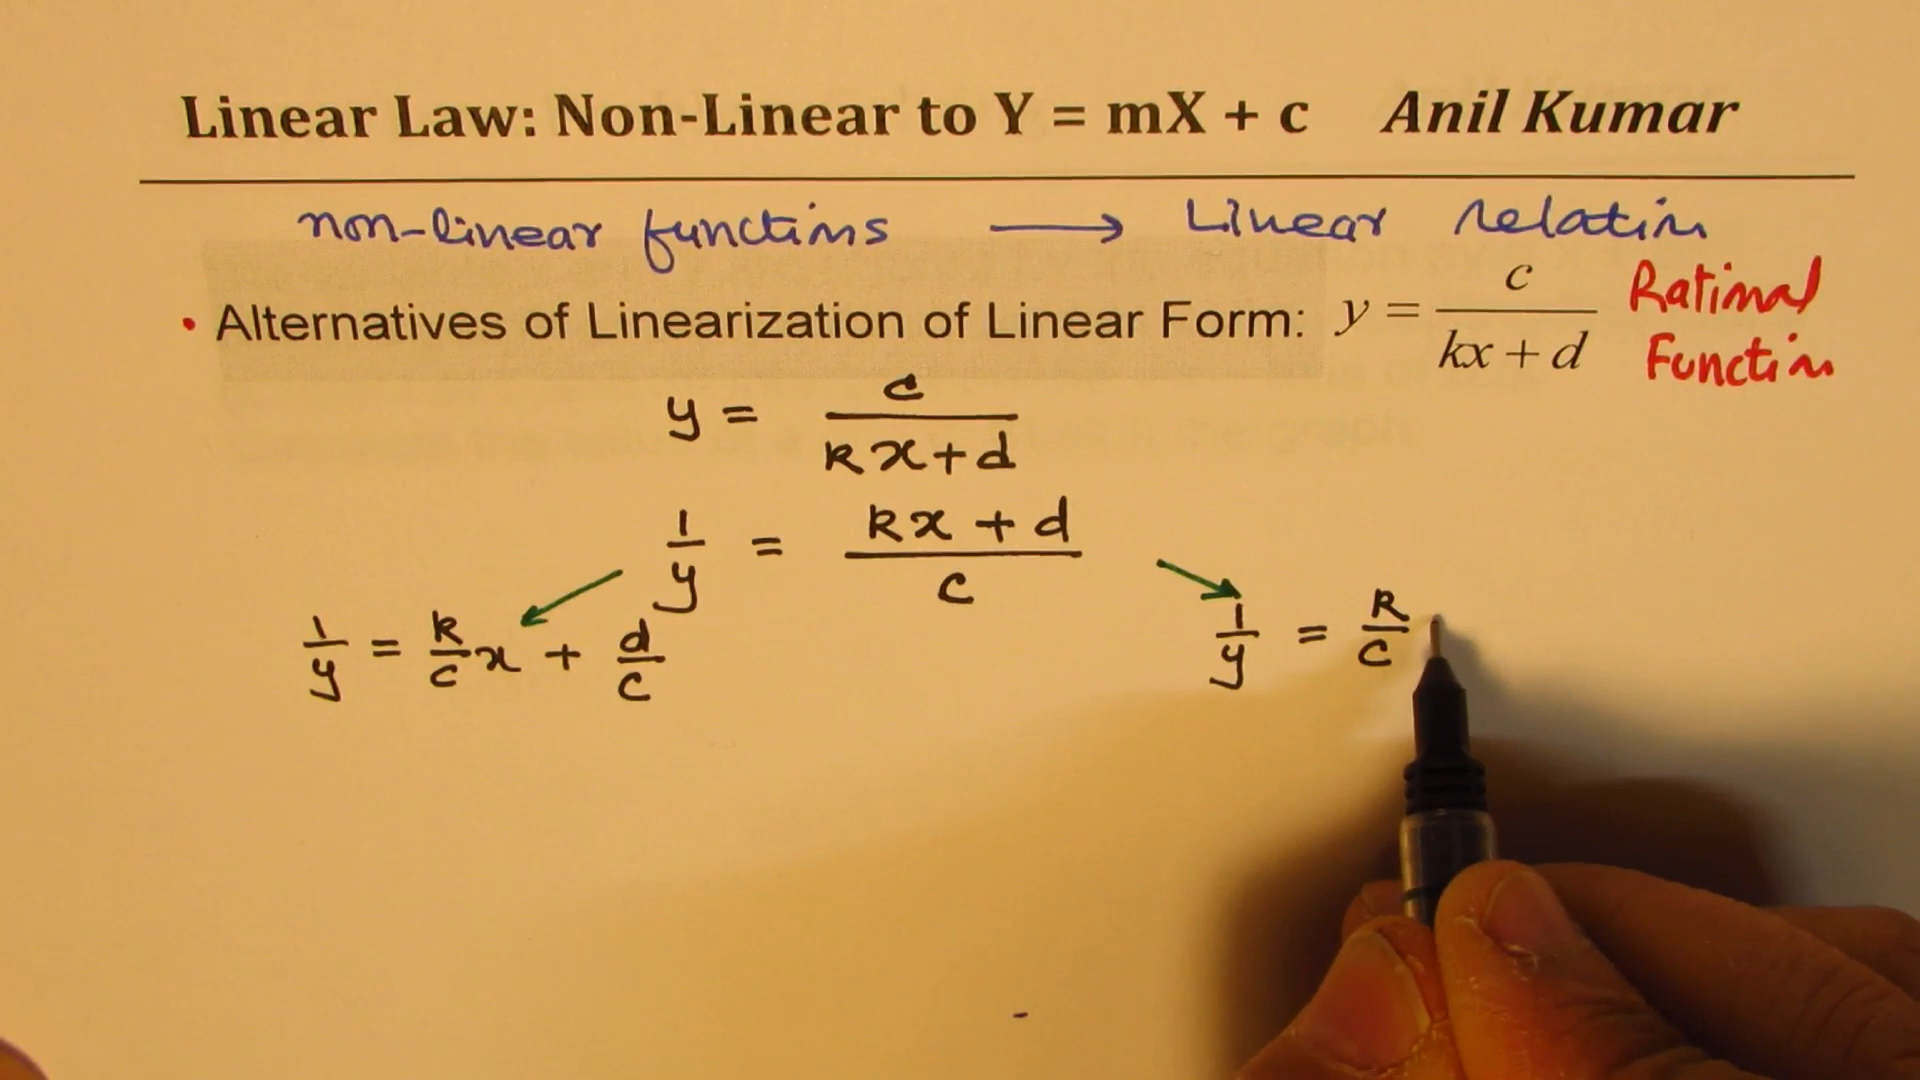 Linear Law: Non-Linear to Y = mX + c Anil Kumar
non-linear functions → Linear relation
• Alternatives of Linearization of Linear Form: y = c / (kx + d) Rational Function
y = c / (kx + d)
1/y = (kx + d) / c
1/y = k/c x + d/c 1/y = k/c